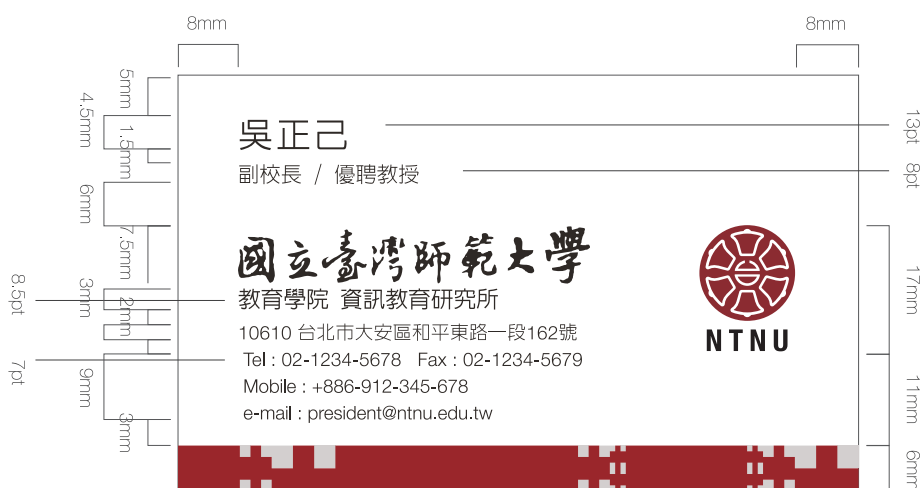 8mm
8mm
5mm
4.5mm
1.5mm
6mm
7.5mm
3mm
2mm
9mm
3mm
8.5pt
7pt
吳正己
副校長 / 優聘教授
國立臺灣師範大學
教育學院 資訊教育研究所
10610 台北市大安區和平東路一段162號
Tel : 02-1234-5678 Fax : 02-1234-5679
Mobile : +886-912-345-678
e-mail : president@ntnu.edu.tw
NTNU
13pt
8pt
17mm
11mm
6mm